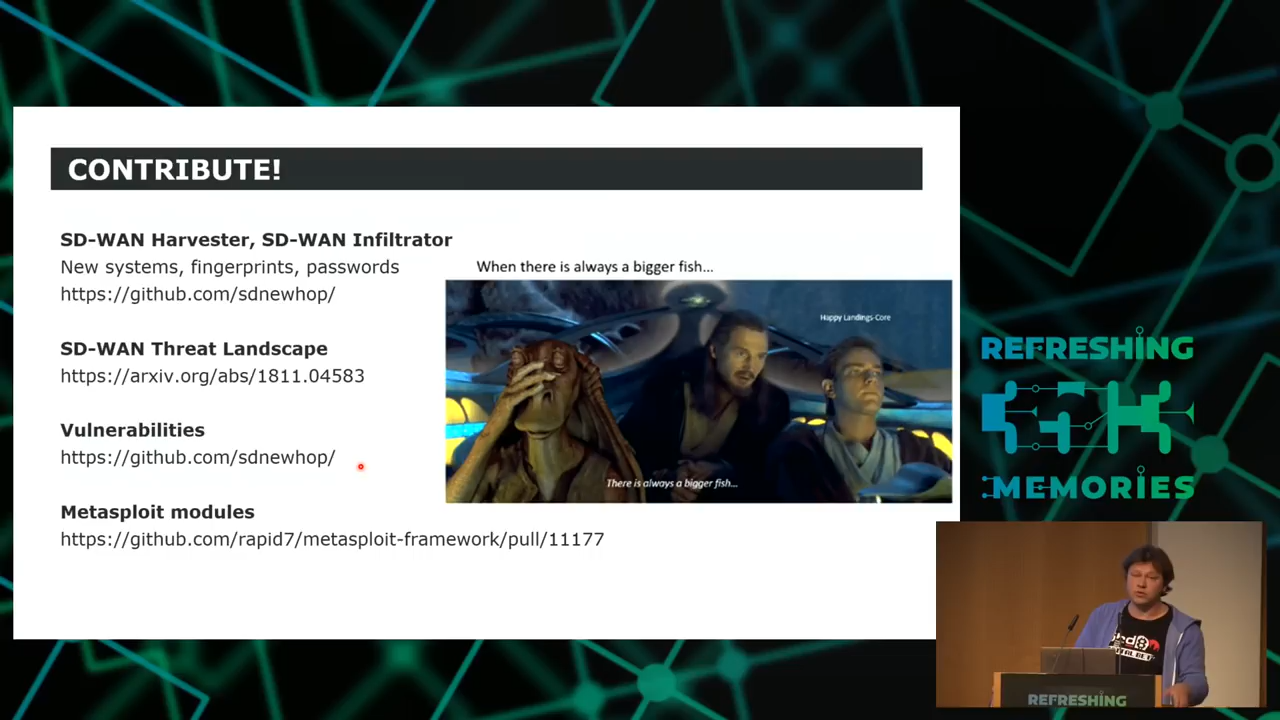 CONTRIBUTE!
SD-WAN Harvester, SD-WAN Infiltrator
New systems, fingerprints, passwords
https://github.com/sdnewhop/
SD-WAN Threat Landscape
https://arxiv.org/abs/1811.04583
Vulnerabilities
https://github.com/sdnewhop/
Metasploit modules
https://github.com/rapid7/metasploit-framework/pull/11177
When there is always a bigger fish...
Happy Landings-Core
There is always a bigger fish...
REFRESHING
MEMORIES
REFRESHING